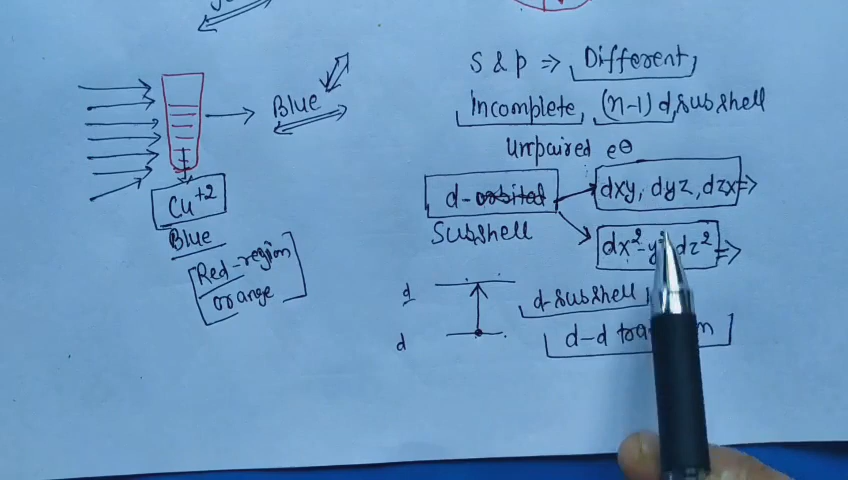 S & p ⇒ Different
Incomplete (n-1) d, subshell
Unpaired e⊖
d-orbital
Subshell
dxy, dyz, dzx ⇒
dx²-y² dz² ⇒
d
d
d-subshell
d-d
Blue
Cu+2
Blue
Red-region
orange